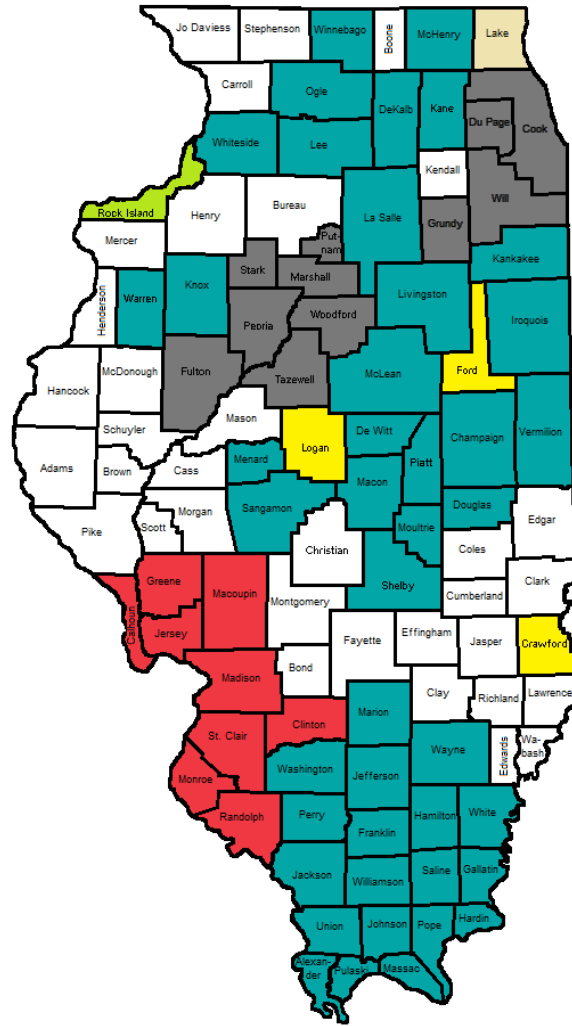 Jo Daviess
Stephenson
Winnebago
Boone
McHenry
Lake
Carroll
Ogle
DeKalb
Kane
Du Page
Cook
Whiteside
Lee
Kendall
Will
Rock Island
Henry
Bureau
La Salle
Grundy
Mercer
Put-
nam
Kankakee
Stark
Marshall
Henderson
Warren
Knox
Peoria
Woodford
Livingston
Iroquois
Fulton
Tazewell
McLean
Ford
Hancock
McDonough
Mason
Logan
De Witt
Champaign
Vermilion
Schuyler
Adams
Brown
Cass
Menard
Macon
Piatt
Sangamon
Douglas
Edgar
Pike
Scott
Morgan
Christian
Moultrie
Coles
Shelby
Clark
Greene
Macoupin
Montgomery
Cumberland
Calhoun
Jersey
Fayette
Effingham
Jasper
Crawford
Bond
Madison
Clay
Richland
Lawrence
Clinton
Marion
St. Clair
Wayne
Edwards
Wa-
bash
Washington
Jefferson
Monroe
Randolph
Perry
Franklin
Hamilton
White
Jackson
Williamson
Saline
Gallatin
Union
Johnson
Pope
Hardin
Alexan-
der
Pulaski
Massac